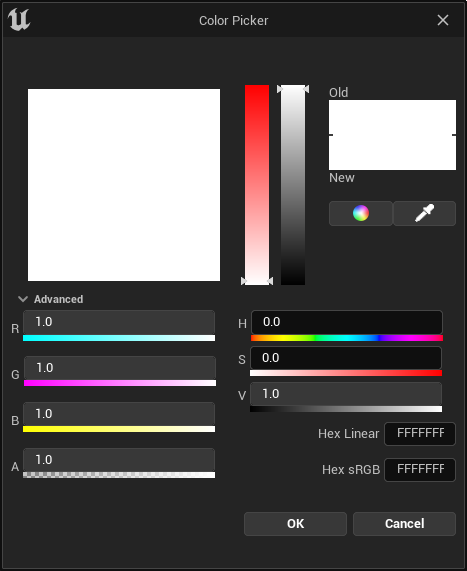 Color Picker
Old
New
Advanced
R 1.0
H 0.0
G 1.0
S 0.0
B 1.0
V 1.0
Hex Linear FFFFFFF
A 1.0
Hex sRGB FFFFFFF
OK Cancel